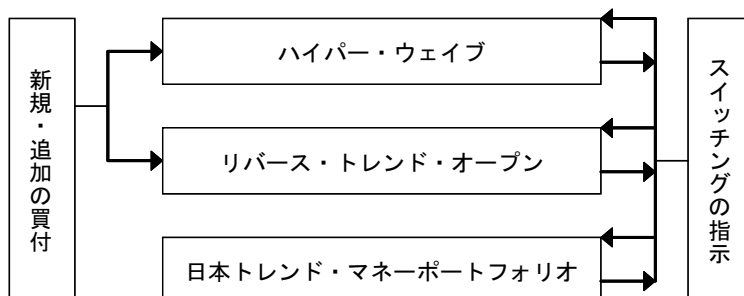 新規・追加の買付
ハイパー・ウェイブ
リバース・トレンド・オープン
日本トレンド・マネーポートフォリオ
スイッチングの指示